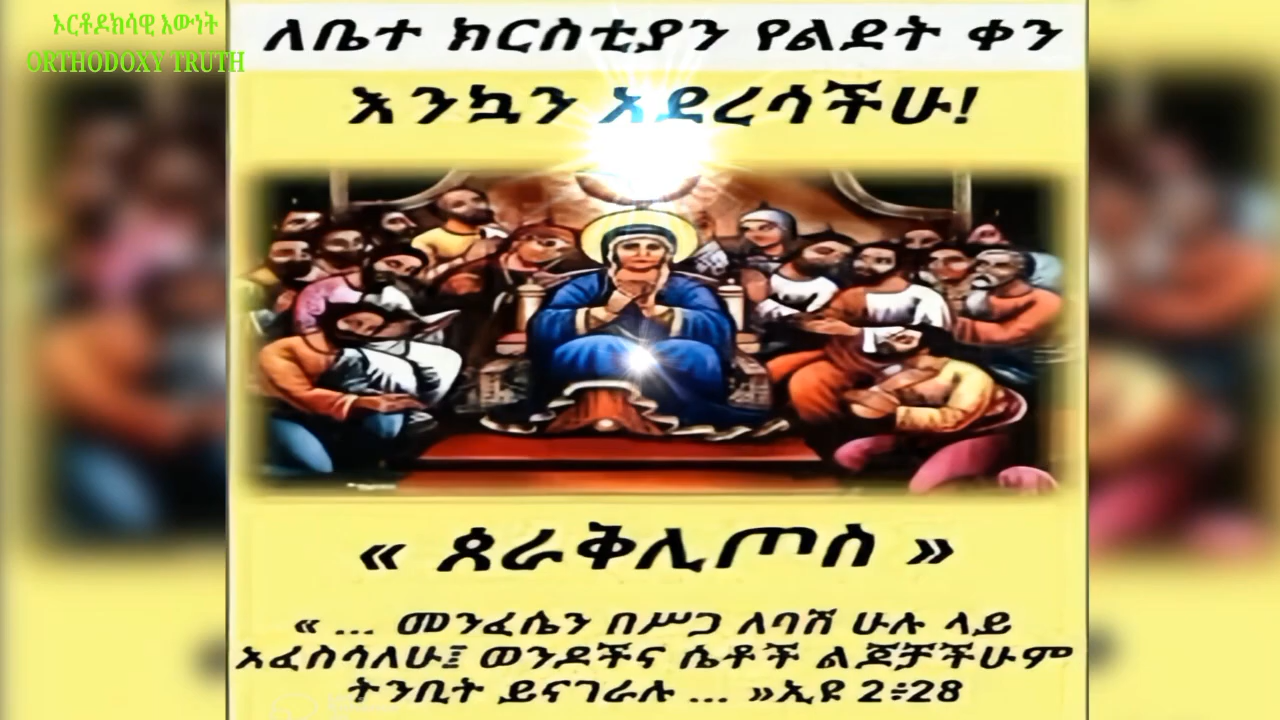 ኦርቶዶክሳዊ እውነት
ORTHODOXY TRUTH
ለቤተ ክርስቲያን የልደት ቀን
እንኳን አደረሳችሁ!
« ጰራቅሊጦስ »
« ... መንፈሴን በሥጋ ለባሽ ሁሉ ላይ
አፈስሳለሁ፤ ወንዶችና ሴቶች ልጆቻችሁም
ትንቢት ይናገራሉ ... »ኢዩ 2፥28